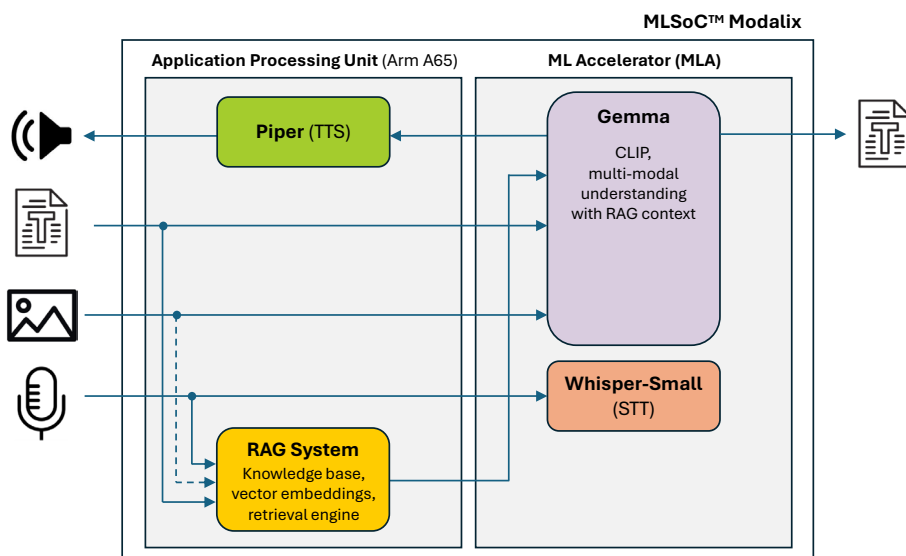 MLSoC™ Modalix
Application Processing Unit (Arm A65)
ML Accelerator (MLA)
Piper (TTS)
Gemma
CLIP,
multi-modal
understanding
with RAG context
T
T
Whisper-Small
(STT)
RAG System
Knowledge base,
vector embeddings,
retrieval engine